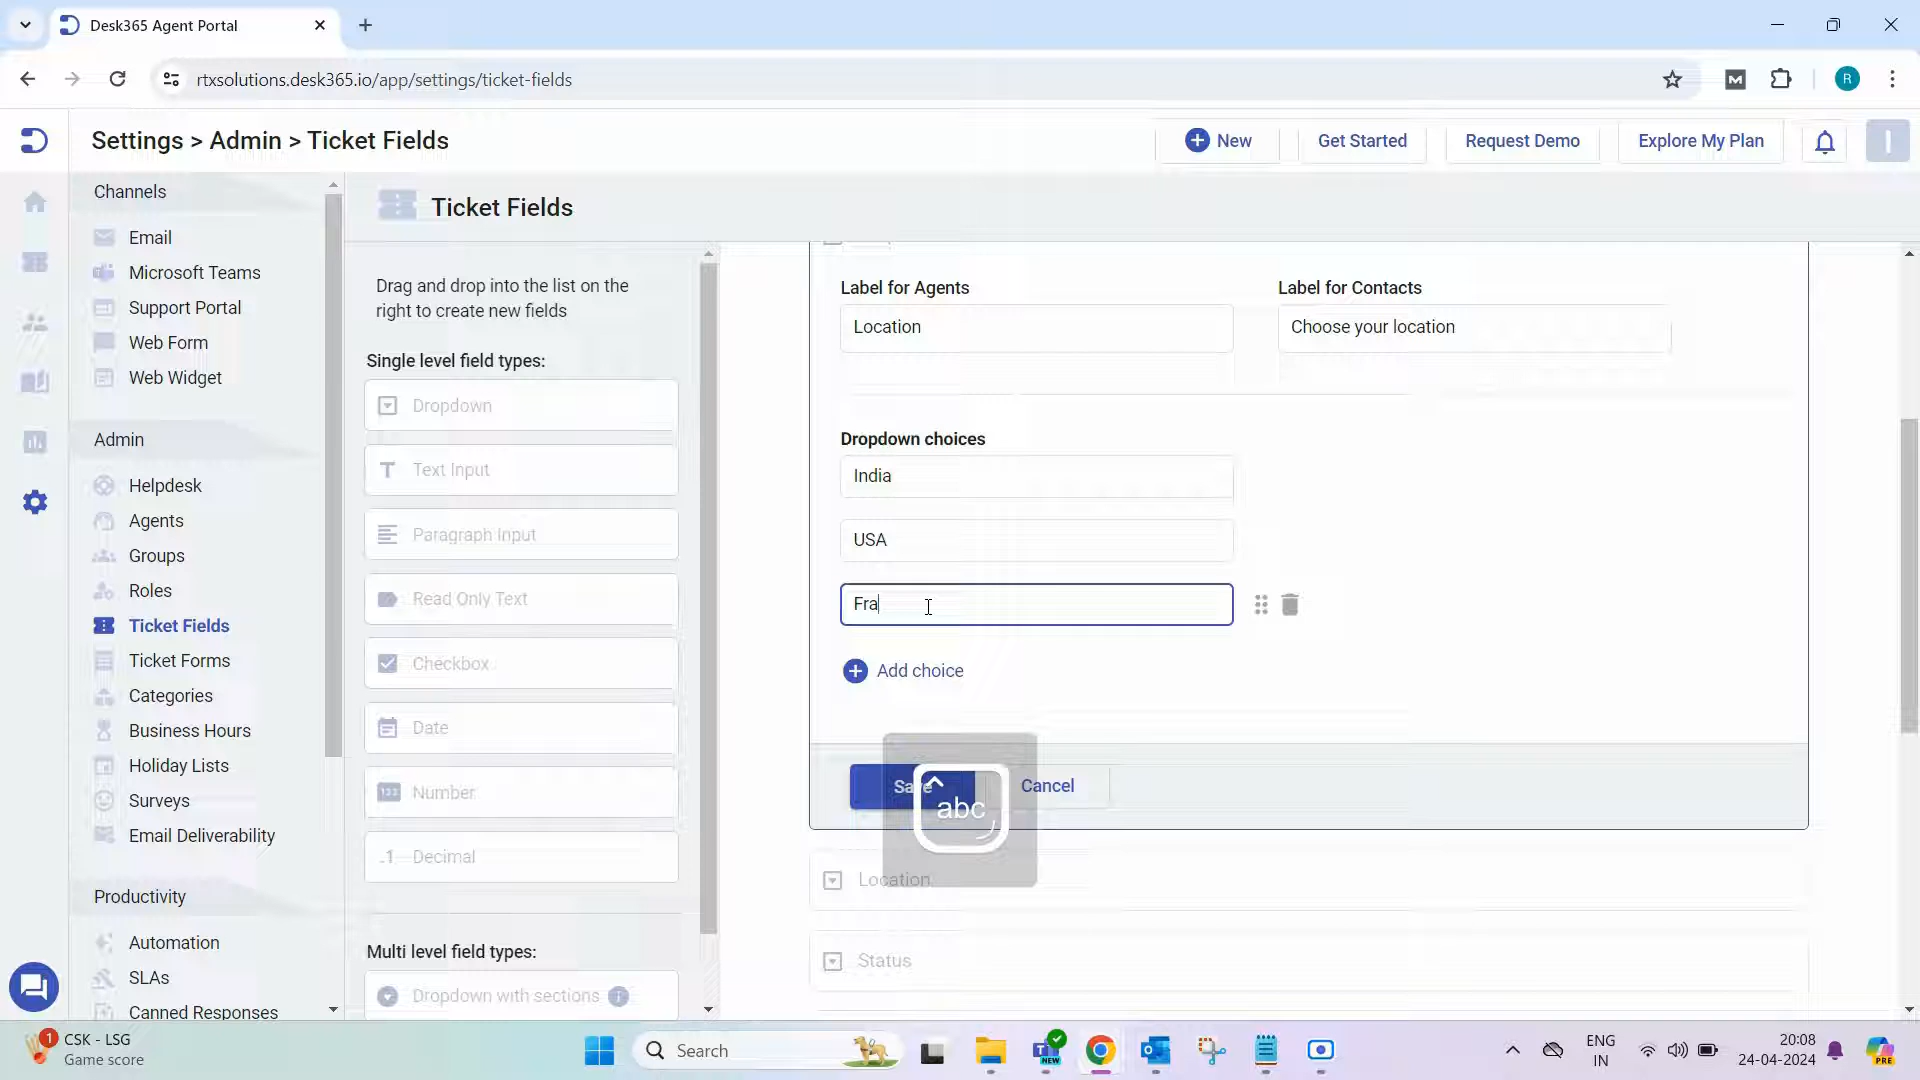 Desk365 Agent Portal
rtxsolutions.desk365.io/app/settings/ticket-fields
R
Settings > Admin > Ticket Fields
New
Get Started
Request Demo
Explore My Plan
I
Channels
Email
Microsoft Teams
Support Portal
Web Form
Web Widget
Admin
Helpdesk
Agents
Groups
Roles
Ticket Fields
Ticket Forms
Categories
Business Hours
Holiday Lists
Surveys
Email Deliverability
Productivity
Automation
SLAs
Canned Responses
Ticket Fields
Drag and drop into the list on the
right to create new fields
Single level field types:
Dropdown
Text Input
Paragraph Input
Read Only Text
Checkbox
Date
123 Number
.1 Decimal
Multi level field types:
Dropdown with sections
Label for Agents
Location
Label for Contacts
Choose your location
Dropdown choices
India
USA
Fra
Add choice
Save
Cancel
abc
Location
Status
1
CSK - LSG
Game score
Search
NEW
ENG
IN
20:08
24-04-2024
PRE